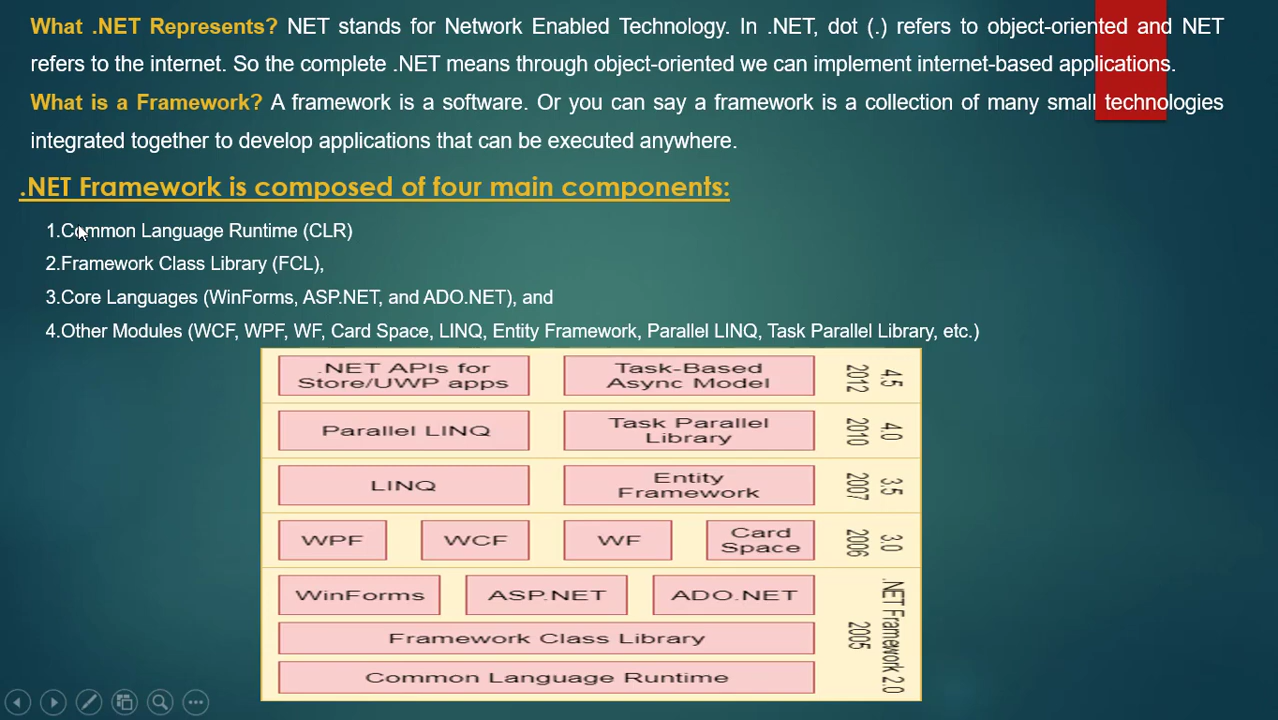 What .NET Represents? NET stands for Network Enabled Technology. In .NET, dot (.) refers to object-oriented and NET
refers to the internet. So the complete .NET means through object-oriented we can implement internet-based applications.
What is a Framework? A framework is a software. Or you can say a framework is a collection of many small technologies
integrated together to develop applications that can be executed anywhere.
.NET Framework is composed of four main components:
1.Common Language Runtime (CLR)
2.Framework Class Library (FCL),
3.Core Languages (WinForms, ASP.NET, and ADO.NET), and
4.Other Modules (WCF, WPF, WF, Card Space, LINQ, Entity Framework, Parallel LINQ, Task Parallel Library, etc.)
.NET APIs for
Store/UWP apps
Task-Based
Async Model
4.5
2012
Parallel LINQ
Task Parallel
Library
4.0
2010
LINQ
Entity
Framework
3.5
2007
WPF
WCF
WF
Card
Space
3.0
2006
WinForms
ASP.NET
ADO.NET
Framework Class Library
Common Language Runtime
.NET Framework 2.0
2005